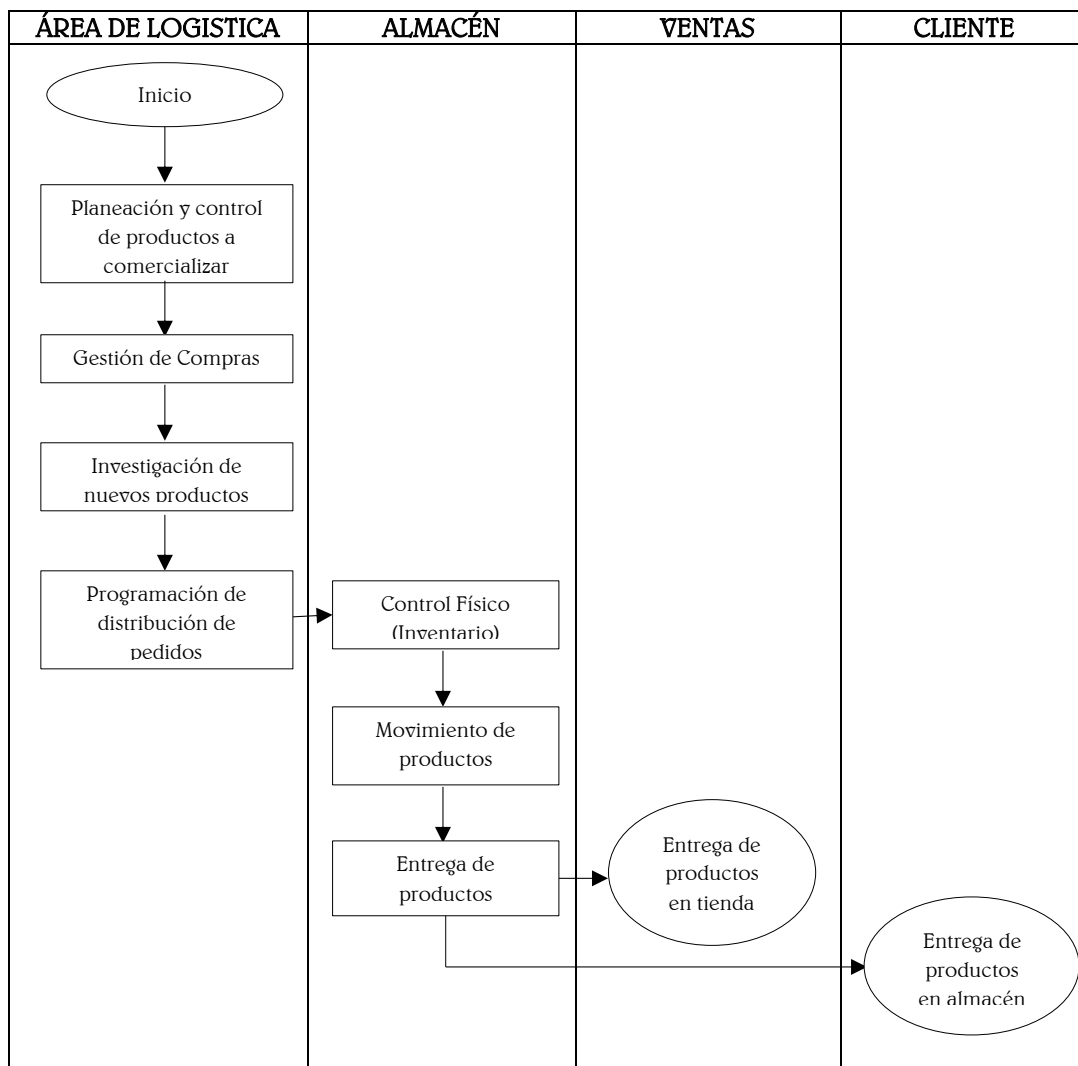 ÁREA DE LOGISTICA
ALMACÉN
VENTAS
CLIENTE
Inicio
Planeación y control
de productos a
comercializar
Gestión de Compras
Investigación de
nuevos productos
Programación de
distribución de
pedidos
Control Físico
(Inventario)
Movimiento de
productos
Entrega de
productos
Entrega de
productos
en tienda
Entrega de
productos
en almacén